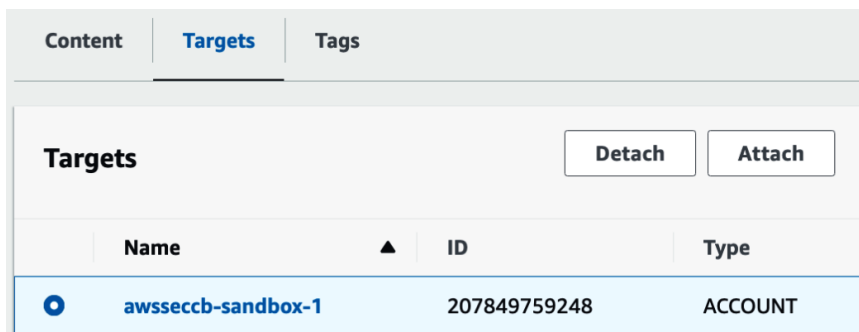 Content Targets Tags
Targets Detach Attach
Name ID Type
awsseccb-sandbox-1 207849759248 ACCOUNT